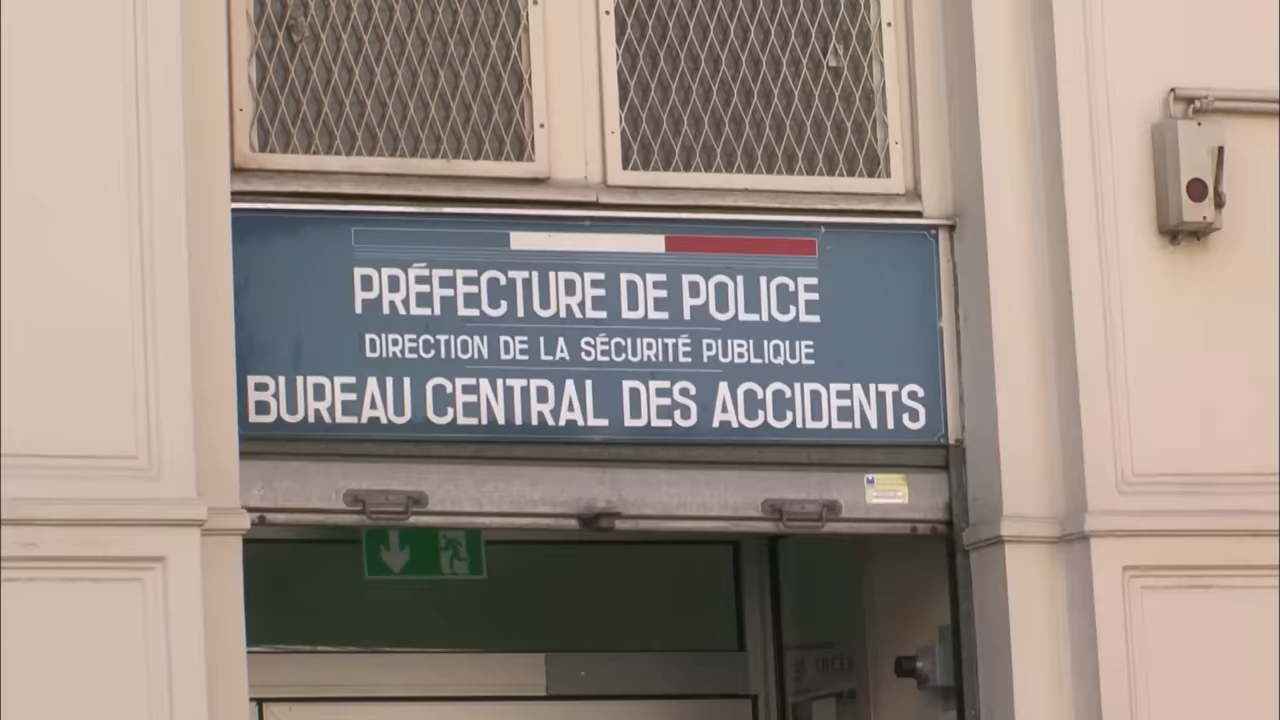 PRÉFECTURE DE POLICE
DIRECTION DE LA SÉCURITÉ PUBLIQUE
BUREAU CENTRAL DES ACCIDENTS